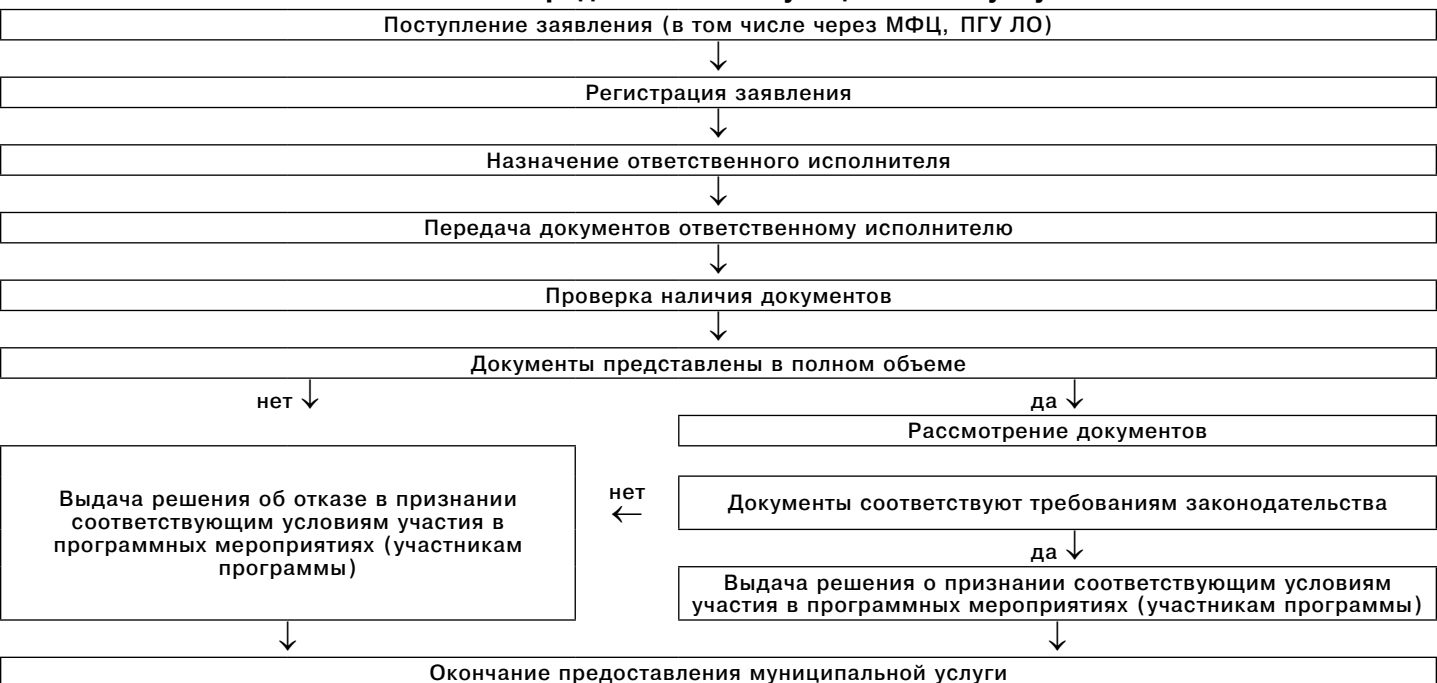 Поступление заявления (в том числе через МФЦ, ПГУ ЛО)
↓
Регистрация заявления
↓
Назначение ответственного исполнителя
↓
Передача документов ответственному исполнителю
↓
Проверка наличия документов
↓
Документы представлены в полном объеме
нет ↓
да ↓
Рассмотрение документов
Выдача решения об отказе в признании
соответствующим условиям участия в
программных мероприятиях (участникам
программы)
нет
←
Документы соответствуют требованиям законодательства
да ↓
Выдача решения о признании соответствующим условиям
участия в программных мероприятиях (участникам программы)
↓
↓
Окончание предоставления муниципальной услуги